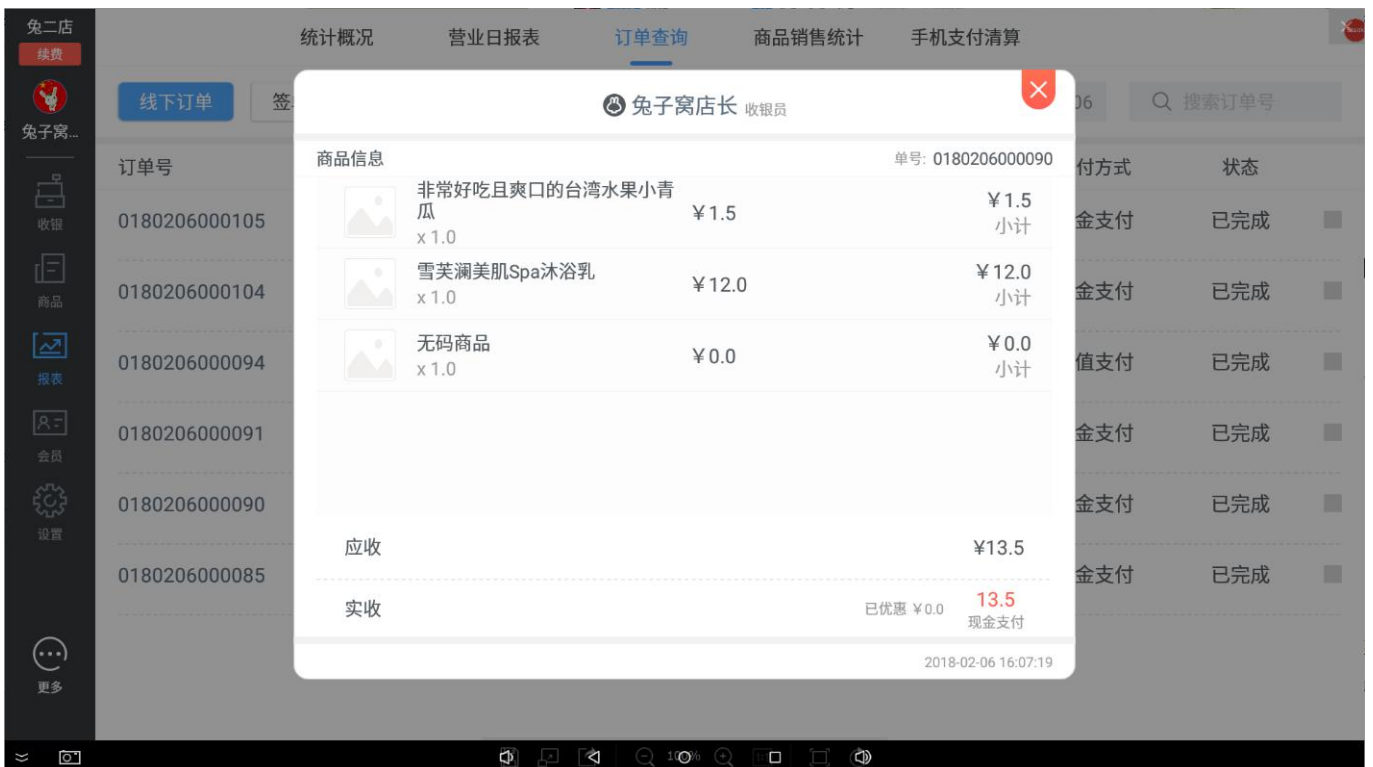 兔二店
续费
兔子窝...
收银
商品
报表
会员
设置
更多
统计概况 营业日报表 订单查询 商品销售统计 手机支付清算
线下订单 签 06 搜索订单号
订单号 付方式 状态
0180206000105 金支付 已完成
0180206000104 金支付 已完成
0180206000094 值支付 已完成
0180206000091 金支付 已完成
0180206000090 金支付 已完成
0180206000085 金支付 已完成
兔子窝店长 收银员
商品信息 单号: 0180206000090
非常好吃且爽口的台湾水果小青
瓜 ¥1.5 ¥1.5
x 1.0 小计
雪芙澜美肌Spa沐浴乳 ¥12.0 ¥12.0
x 1.0 小计
无码商品 ¥0.0 ¥0.0
x 1.0 小计
应收 ¥13.5
实收 已优惠 ¥0.0 13.5
现金支付
2018-02-06 16:07:19
100%